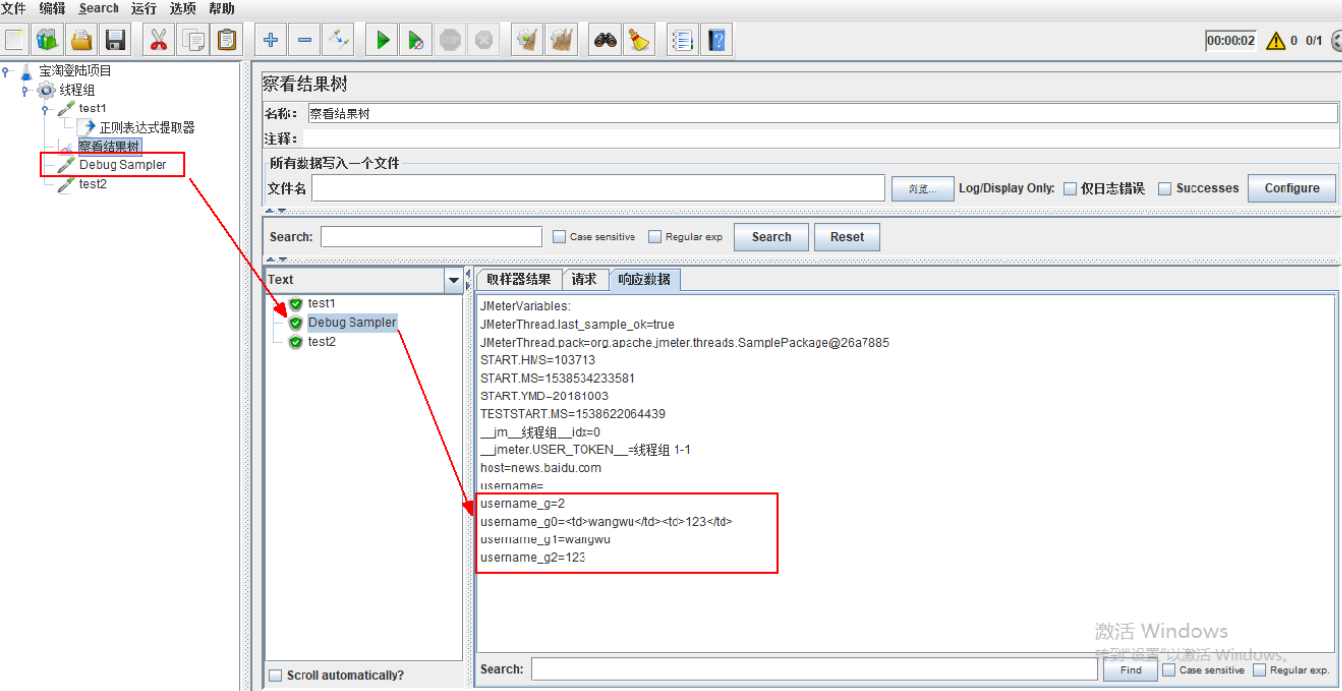 文件 编辑 Search 运行 选项 帮助
00:00:02 0 0/1
宝淘登陆项目
线程组
test1
正则表达式提取器
察看结果树
Debug Sampler
test2
察看结果树
名称： 察看结果树
注释：
所有数据写入一个文件
文件名 浏览... Log/Display Only: 仅日志错误 Successes Configure
Search: Case sensitive Regular exp Search Reset
Text
取样器结果 请求 响应数据
test1
Debug Sampler
test2
JMeterVariables:
JMeterThread.last_sample_ok=true
JMeterThread.pack=org.apache.jmeter.threads.SamplePackage@26a7885
START.HMS=103713
START.MS=1538534233581
START.YMD=20181003
TESTSTART.MS=1538622064439
__jm__线程组__idx=0
__jmeter.USER_TOKEN__=线程组 1-1
host=news.baidu.com
username=
username_g=2
username_g0=<td>wangwu</td><td>123</td>
username_g1=wangwu
username_g2=123
激活 Windows
转到"设置"以激活 Windows。
Scroll automatically?
Search: Find Case sensitive Regular exp.